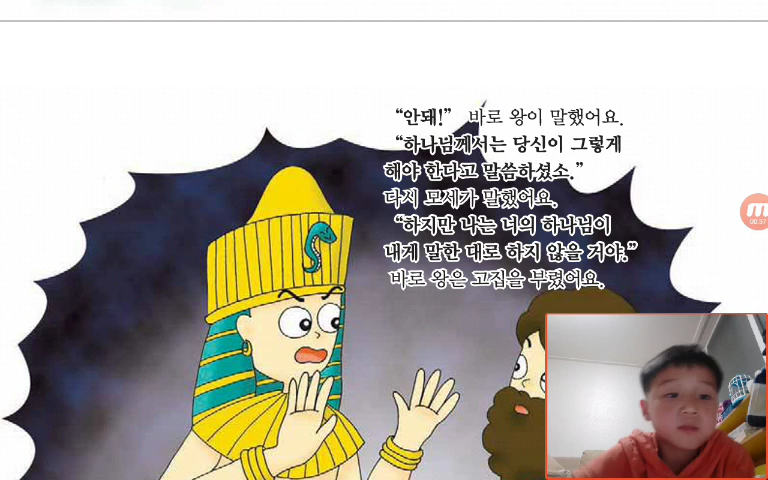 “안돼!” 바로 왕이 말했어요.
“하나님께서는 당신이 그렇게
해야 한다고 말씀하셨소.”
다시 모세가 말했어요.
“하지만 나는 너의 하나님이
내게 말한 대로 하지 않을 거야.”
바로 왕은 고집을 부렸어요.
00:57